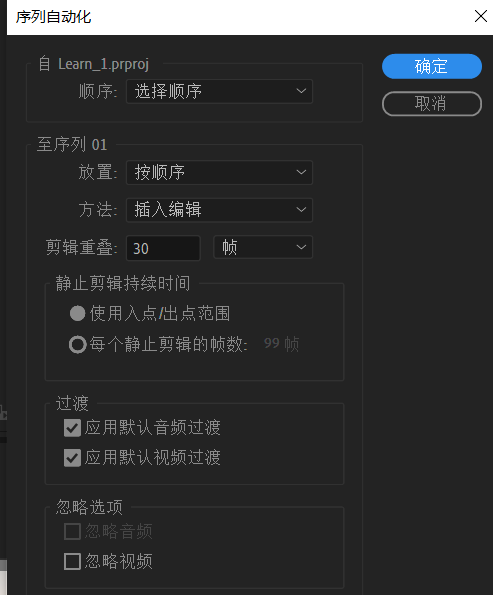 序列自动化
自 Learn_1.prproj
确定
顺序: 选择顺序
取消
至序列 01
放置: 按顺序
方法: 插入编辑
剪辑重叠: 30 帧
静止剪辑持续时间
使用入点/出点范围
每个静止剪辑的帧数: 99 帧
过渡
应用默认音频过渡
应用默认视频过渡
忽略选项
忽略音频
忽略视频